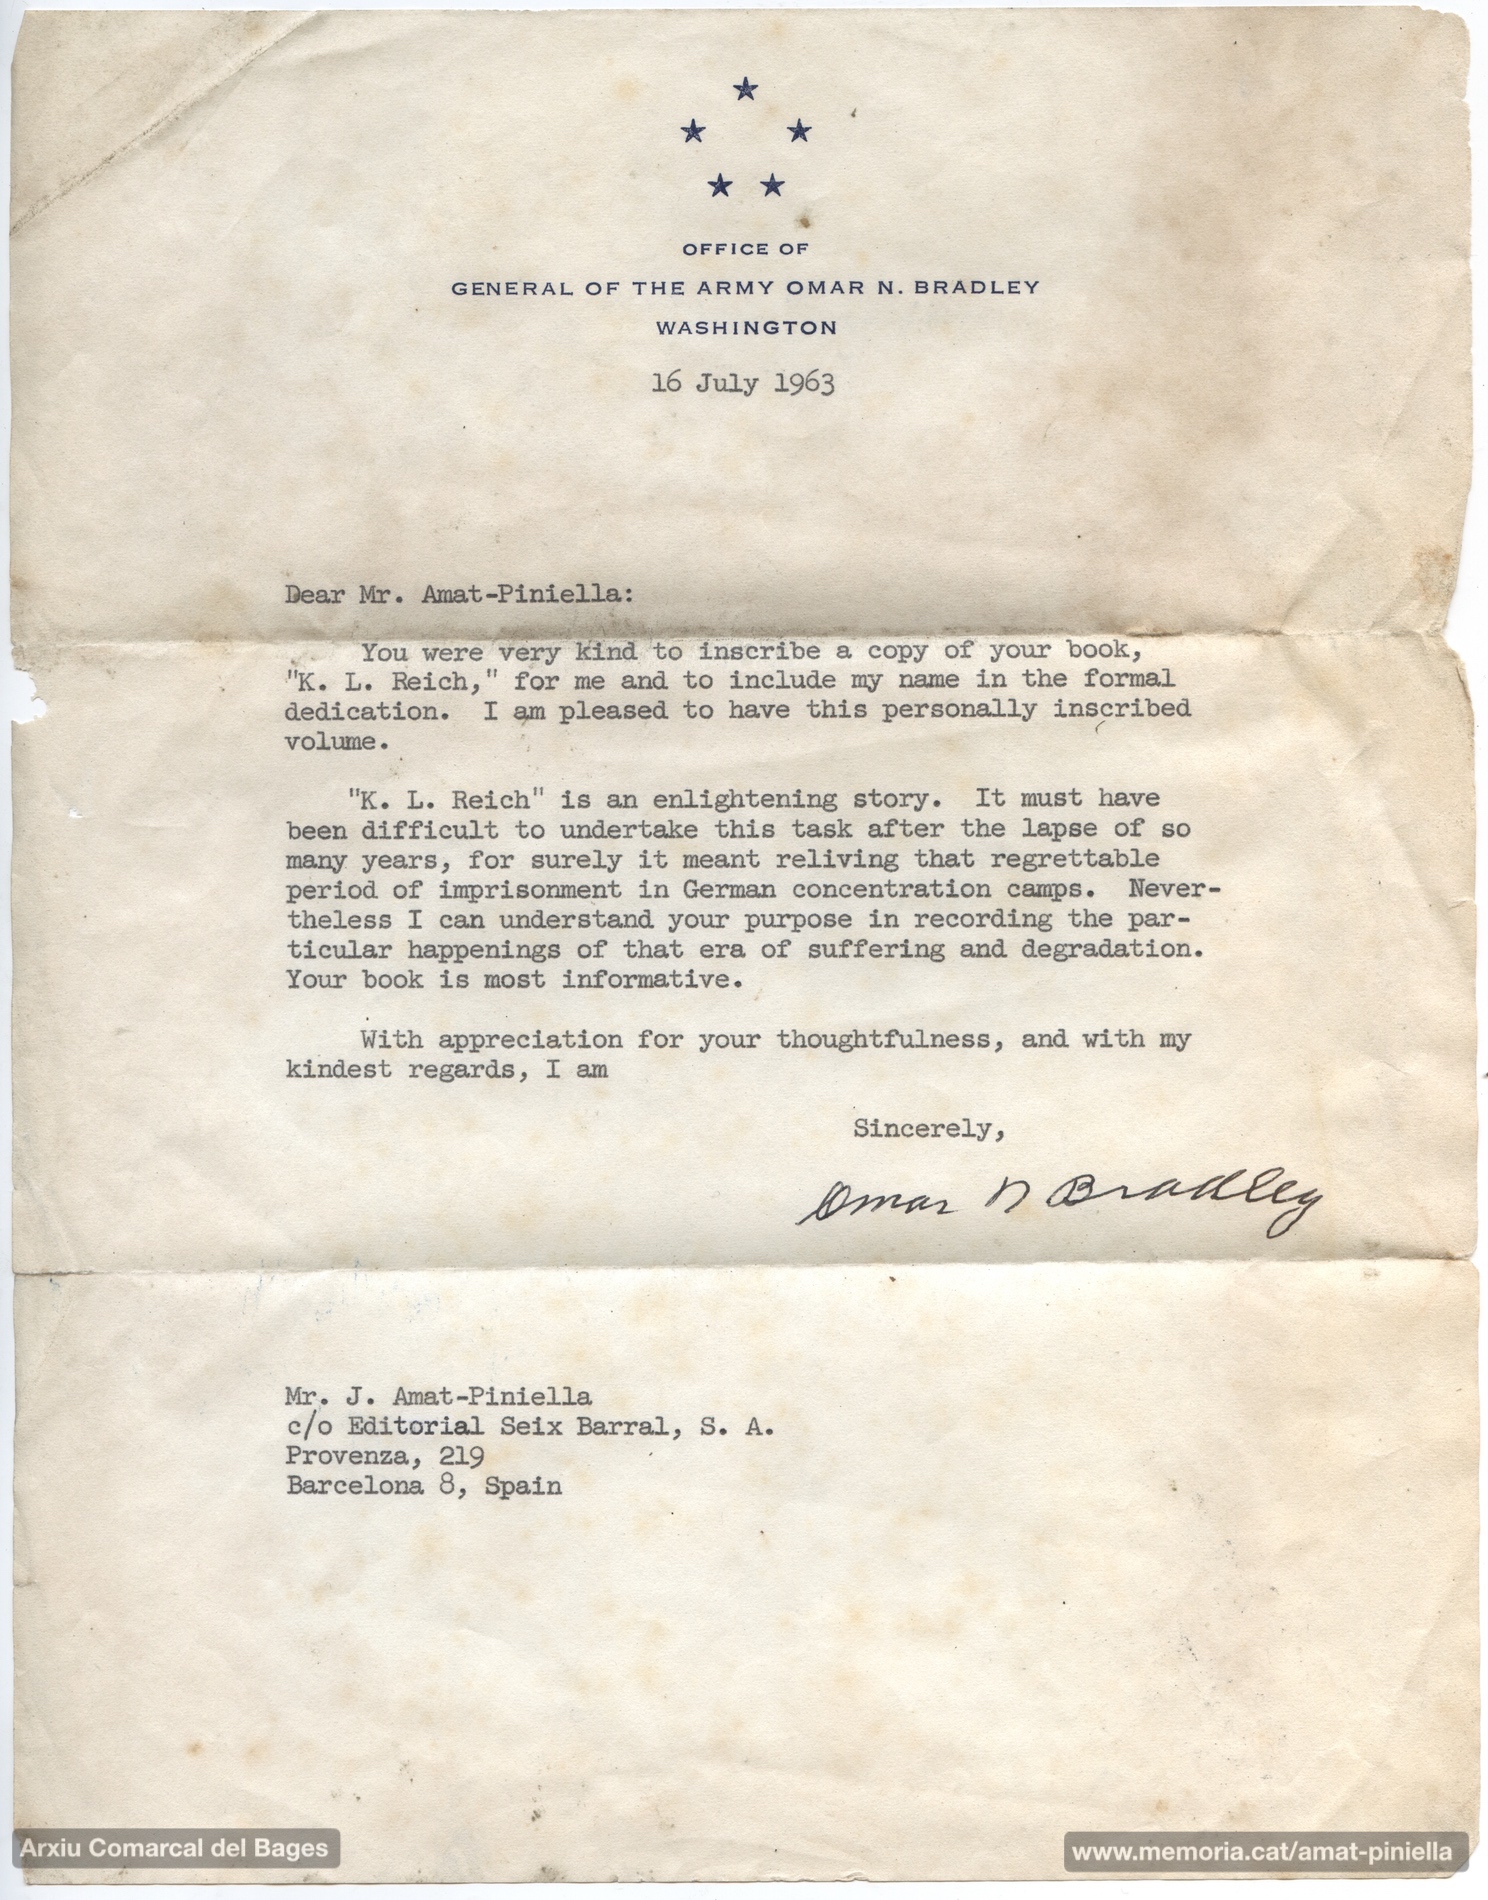 OFFICE OF
GENERAL OF THE ARMY OMAR N. BRADLEY
WASHINGTON
16 July 1963
Dear Mr. Amat-Piniella:
You were very kind to inscribe a copy of your book,
"K. L. Reich," for me and to include my name in the formal
dedication. I am pleased to have this personally inscribed
volume.
"K. L. Reich" is an enlightening story. It must have
been difficult to undertake this task after the lapse of so
many years, for surely it meant reliving that regrettable
period of imprisonment in German concentration camps. Never-
theless I can understand your purpose in recording the par-
ticular happenings of that era of suffering and degradation.
Your book is most informative.
With appreciation for your thoughtfulness, and with my
kindest regards, I am
Sincerely,
Omar N Bradley
Mr. J. Amat-Piniella
c/o Editorial Seix Barral, S. A.
Provenza, 219
Barcelona 8, Spain
Arxiu Comarcal del Bages
www.memoria.cat/amat-piniella